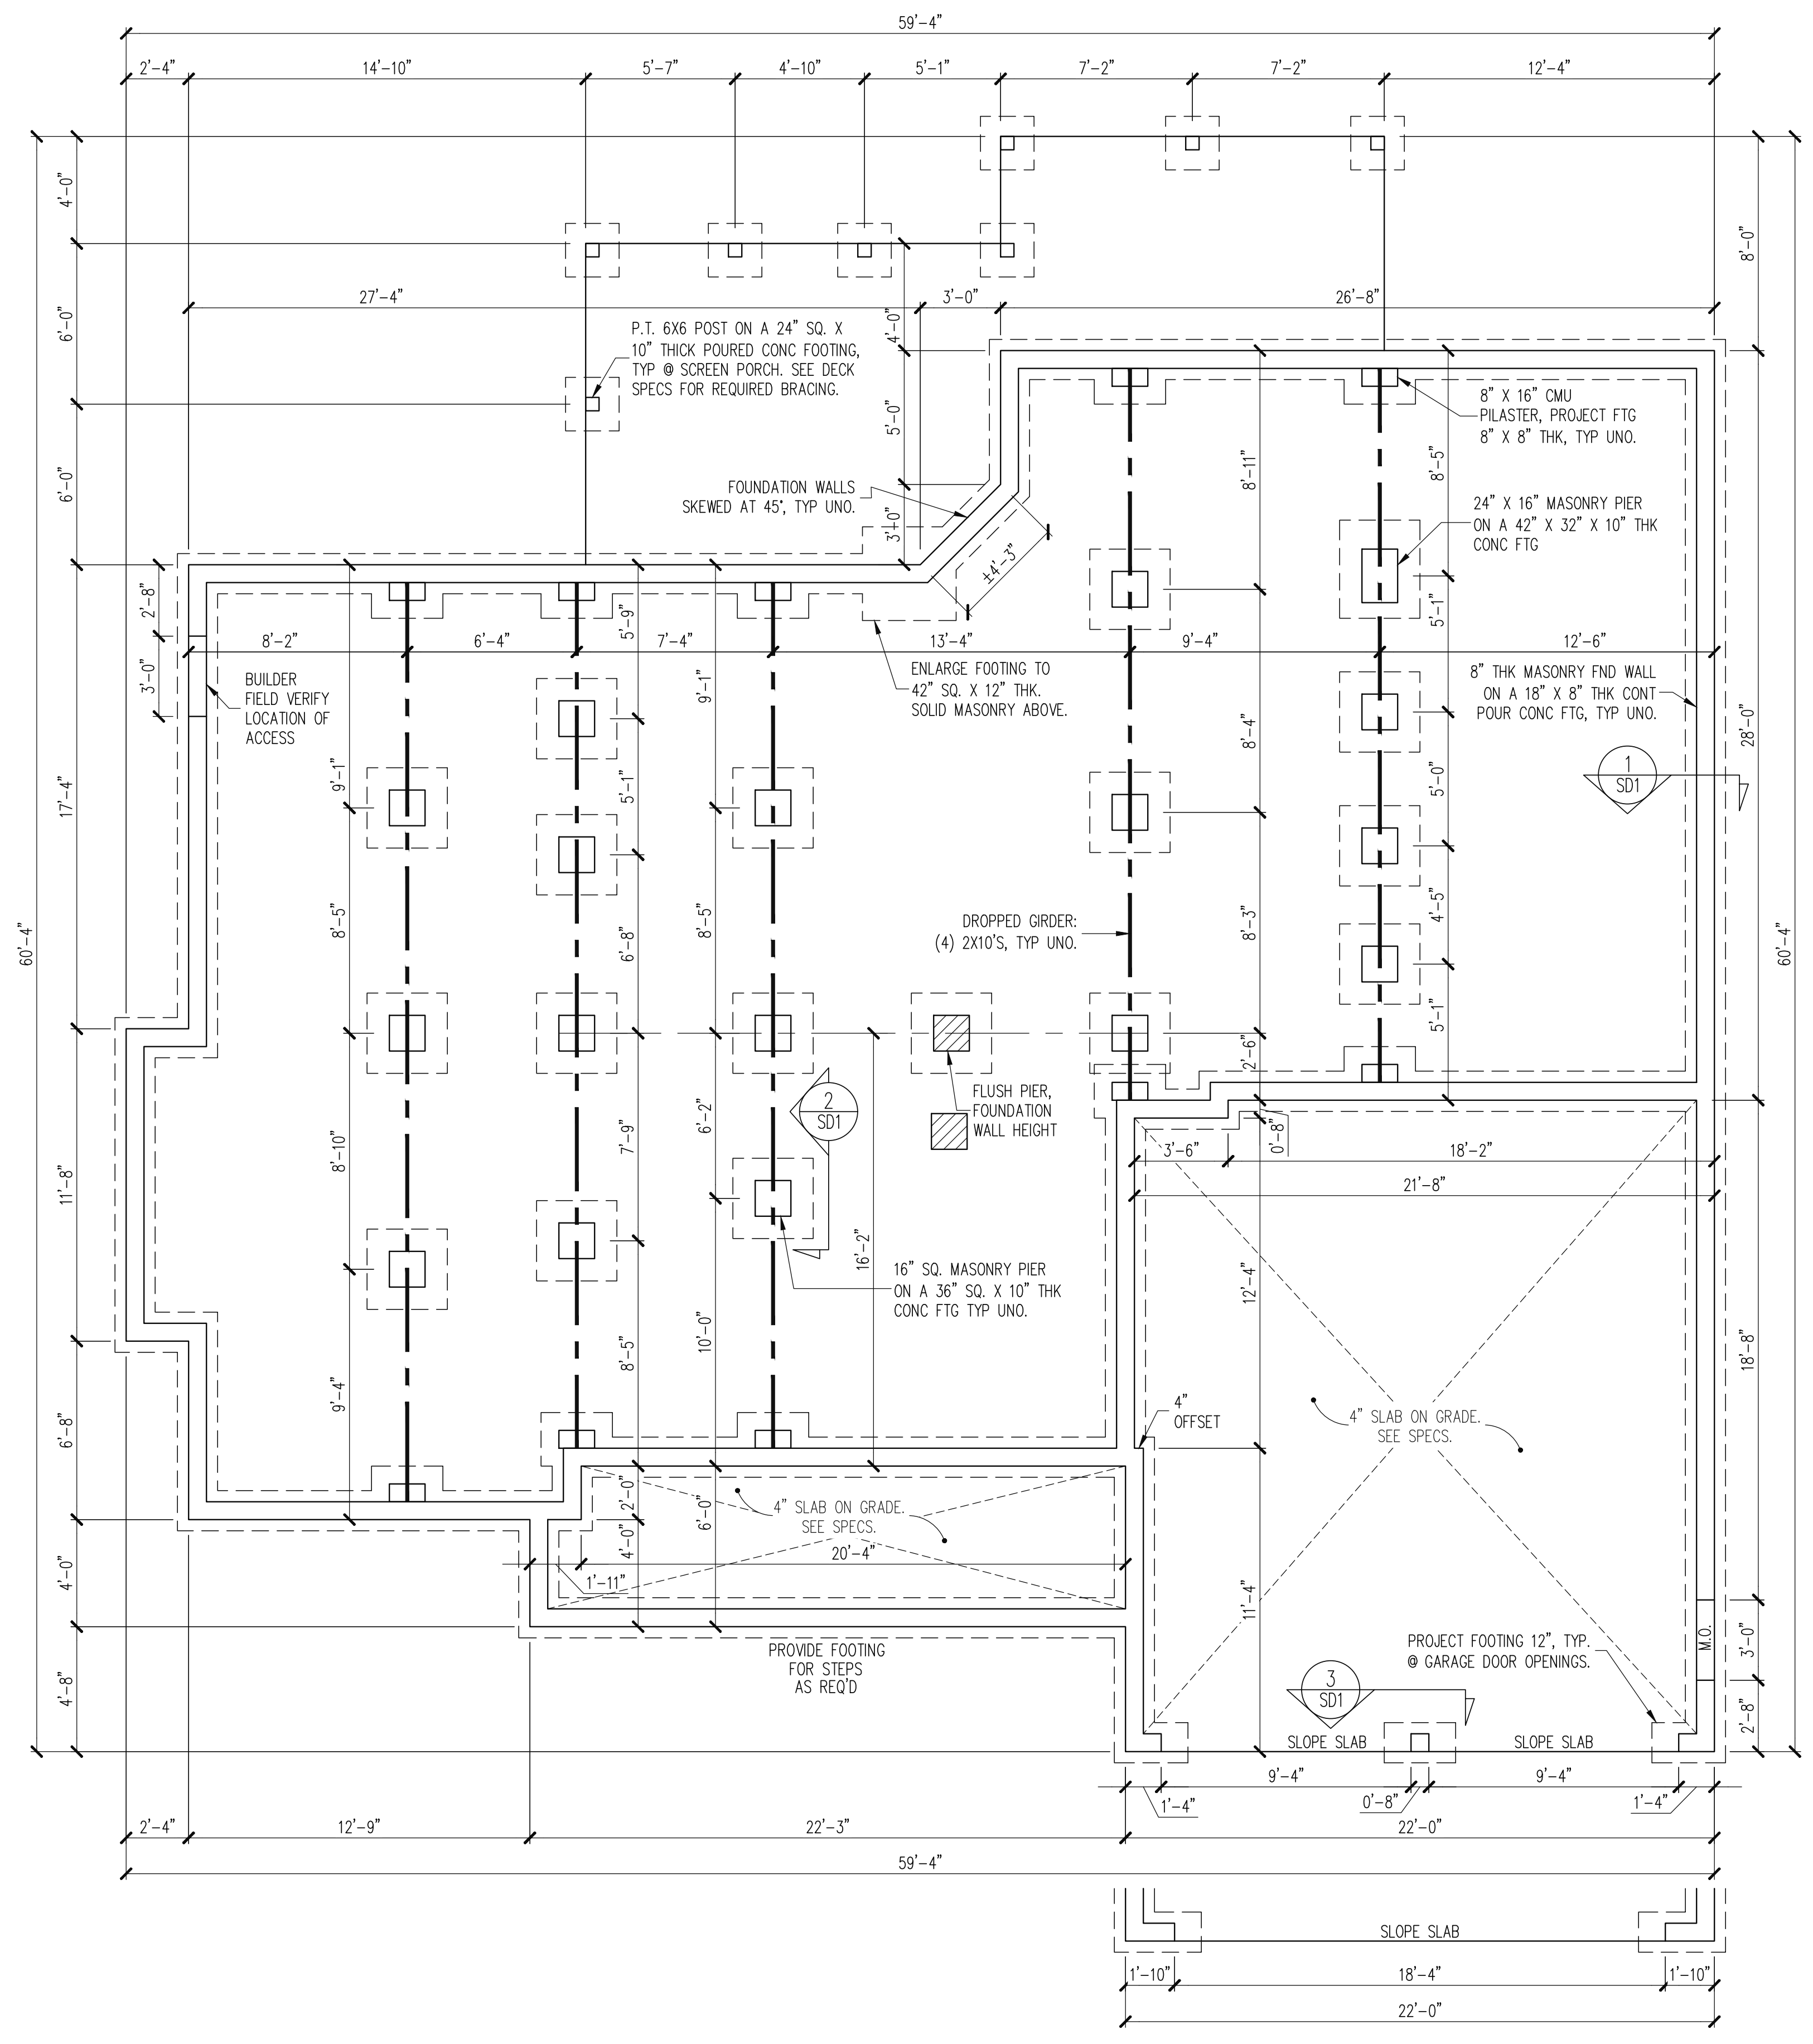 59'-4"
2'-4"
14'-10"
5'-7"
4'-10"
5'-1"
7'-2"
7'-2"
12'-4"
4'-0"
8'-0"
27'-4"
3'-0"
26'-8"
4'-0"
6'-0"
P.T. 6X6 POST ON A 24" SQ. X
10" THICK POURED CONC FOOTING,
TYP @ SCREEN PORCH. SEE DECK
SPECS FOR REQUIRED BRACING.
8" X 16" CMU
PILASTER, PROJECT FTG
8" X 8" THK, TYP UNO.
5'-0"
6'-0"
8'-11"
8'-5"
FOUNDATION WALLS
SKEWED AT 45°, TYP UNO.
24" X 16" MASONRY PIER
ON A 42" X 32" X 10" THK
CONC FTG
3'-0"
±4'-3"
2'-8"
5'-9"
5'-1"
8'-2"
6'-4"
7'-4"
13'-4"
9'-4"
12'-6"
3'-0"
9'-1"
BUILDER
FIELD VERIFY
LOCATION OF
ACCESS
ENLARGE FOOTING TO
42" SQ. X 12" THK.
SOLID MASONRY ABOVE.
8" THK MASONRY FND WALL
ON A 18" X 8" THK CONT
POUR CONC FTG, TYP UNO.
28'-0"
8'-4"
5'-0"
1
SD1
9'-1"
5'-1"
17'-4"
4'-5"
8'-5"
6'-8"
8'-5"
DROPPED GIRDER:
(4) 2X10'S, TYP UNO.
8'-3"
60'-4"
60'-4"
5'-1"
2'-6"
FLUSH PIER,
FOUNDATION
WALL HEIGHT
2
SD1
6'-2"
7'-9"
8'-10"
11'-8"
0'-8"
3'-6"
18'-2"
21'-8"
16'-2"
16" SQ. MASONRY PIER
ON A 36" SQ. X 10" THK
CONC FTG TYP UNO.
12'-4"
10'-0"
8'-5"
9'-4"
18'-8"
6'-8"
4"
OFFSET
4" SLAB ON GRADE.
SEE SPECS.
2'-0"
6'-0"
4" SLAB ON GRADE.
SEE SPECS.
4'-0"
20'-4"
1'-11"
4'-0"
11'-4"
PROVIDE FOOTING
FOR STEPS
AS REQ'D
PROJECT FOOTING 12", TYP.
@ GARAGE DOOR OPENINGS.
M.O.
3'-0"
4'-8"
3
SD1
2'-8"
SLOPE SLAB
SLOPE SLAB
9'-4"
9'-4"
1'-4"
0'-8"
1'-4"
2'-4"
12'-9"
22'-3"
22'-0"
59'-4"
SLOPE SLAB
1'-10"
18'-4"
1'-10"
22'-0"